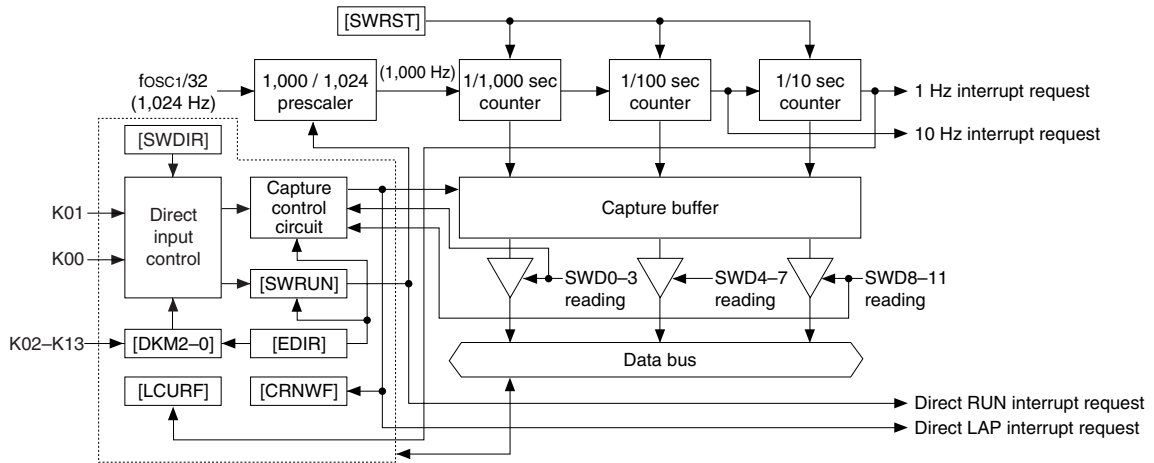 [SWRST]
fOSC1/32
(1,024 Hz)
1,000 / 1,024
prescaler
(1,000 Hz)
1/1,000 sec
counter
1/100 sec
counter
1/10 sec
counter
1 Hz interrupt request
10 Hz interrupt request
[SWDIR]
K01
K00
Direct
input
control
Capture
control
circuit
Capture buffer
[SWRUN]
SWD0–3
reading
SWD4–7
reading
SWD8–11
reading
K02–K13
[DKM2–0]
[EDIR]
Data bus
[LCURF]
[CRNWF]
Direct RUN interrupt request
Direct LAP interrupt request